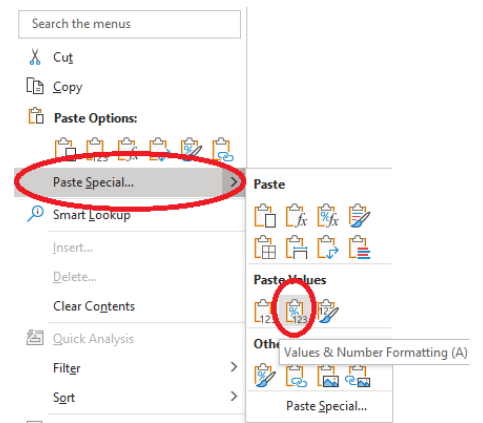 Search the menus
Cut
Copy
Paste Options:
Paste Special...
Smart Lookup
Insert...
Delete...
Clear Contents
Quick Analysis
Filter
Sort
Paste
Paste Values
Values & Number Formatting (A)
Paste Special...